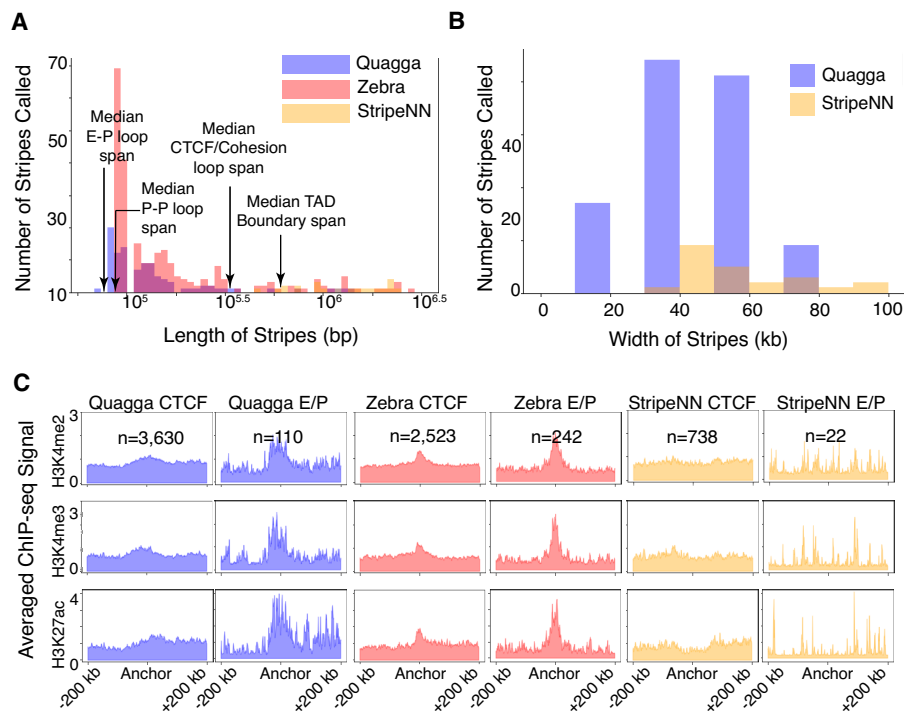 A
B
70
50
30
10
Number of Stripes Called
Quagga
Zebra
StripeNN
Median
E-P loop
span
Median
P-P loop
span
Median
CTCF/Cohesion
loop span
Median TAD
Boundary span
10^5
10^5.5
10^6
10^6.5
Length of Stripes (bp)
Number of Stripes Called
40
20
0
Quagga
StripeNN
0 20 40 60 80 100
Width of Stripes (kb)
C
Averaged ChIP-seq Signal
Quagga CTCF Quagga E/P Zebra CTCF Zebra E/P StripeNN CTCF StripeNN E/P
n=3,630 n=110 n=2,523 n=242 n=738 n=22
H3K4me2
3
0
H3K4me3
3
0
H3K27ac
4
0
-200 kb Anchor +200 kb -200 kb Anchor +200 kb -200 kb Anchor +200 kb -200 kb Anchor +200 kb -200 kb Anchor +200 kb -200 kb Anchor +200 kb